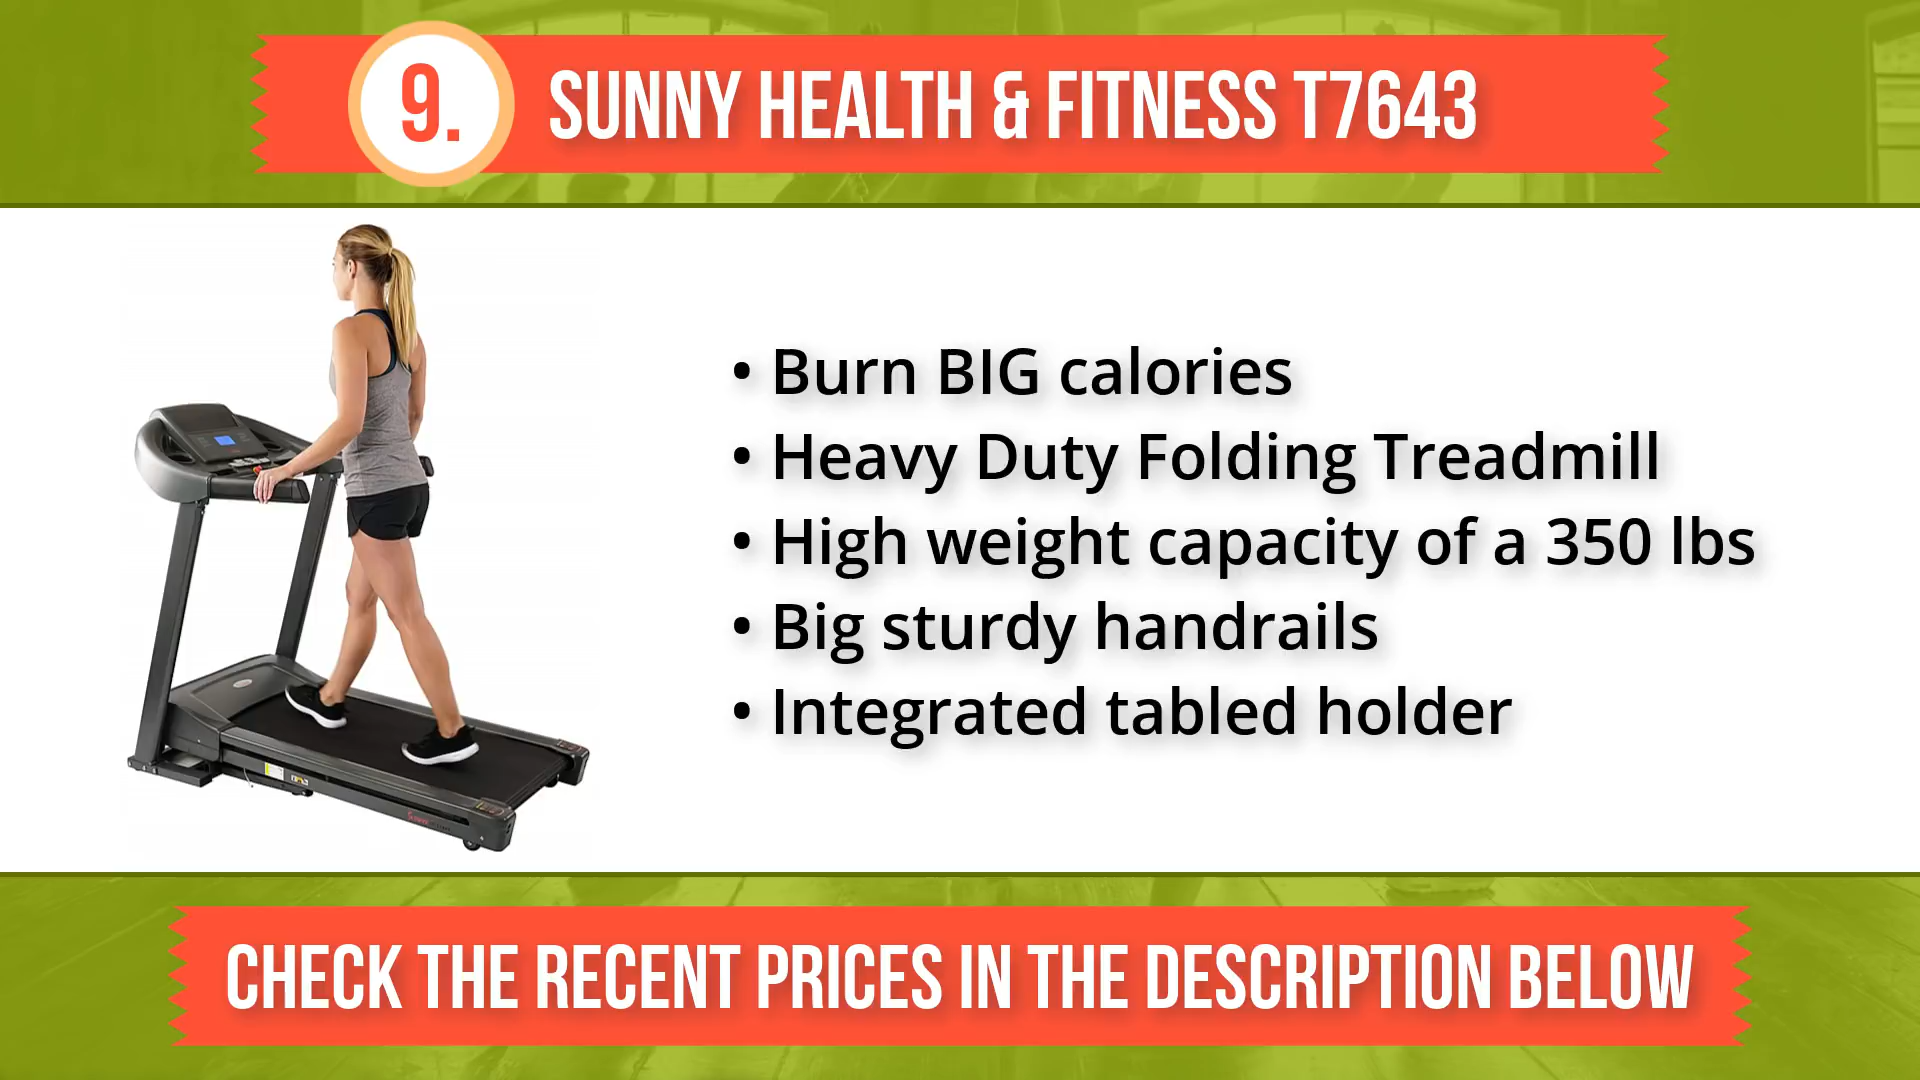 9.
SUNNY HEALTH & FITNESS T7643
• Burn BIG calories
• Heavy Duty Folding Treadmill
• High weight capacity of a 350 lbs
• Big sturdy handrails
• Integrated tabled holder
CHECK THE RECENT PRICES IN THE DESCRIPTION BELOW